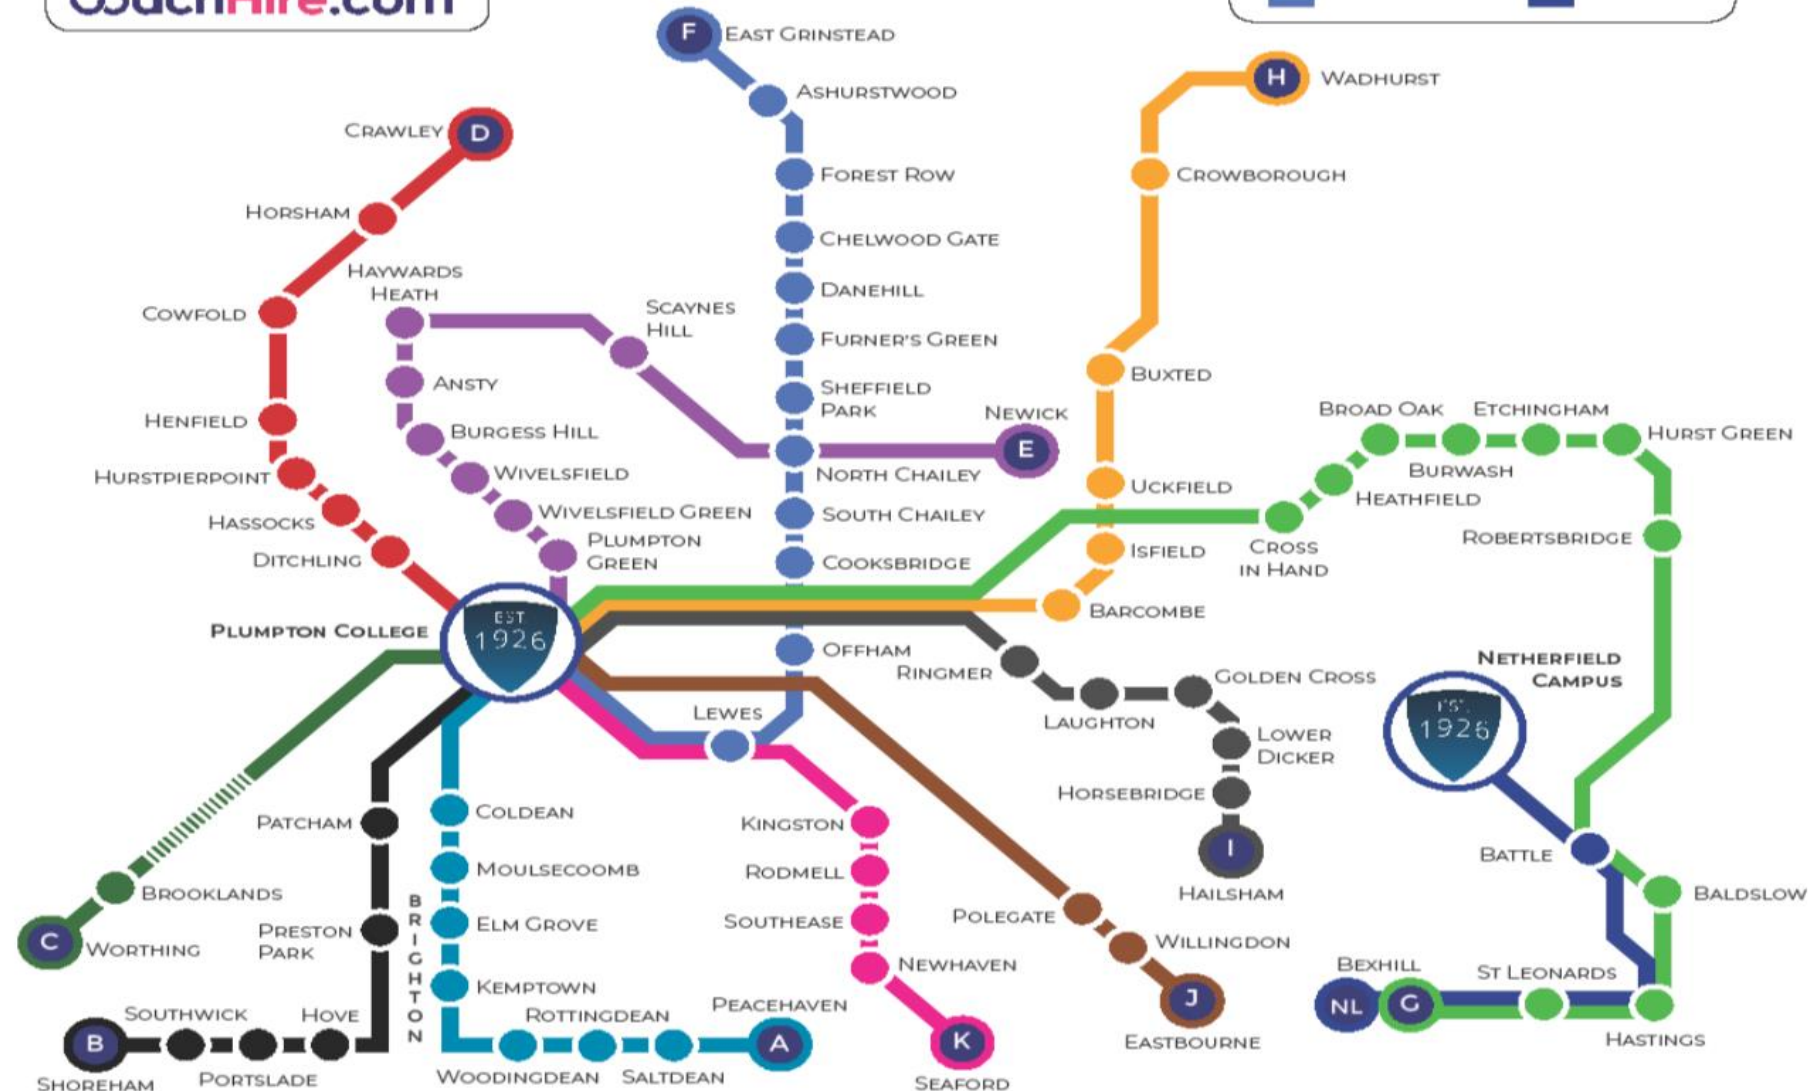 CoachHire.com
F
EAST GRINSTEAD
H
WADHURST
ASHURSTWOOD
CRAWLEY
D
FOREST ROW
CROWBOROUGH
HORSHAM
CHELWOOD GATE
HAYWARDS
HEATH
DANEHILL
COWFOLD
SCAYNES
HILL
FURNER'S GREEN
ANSTY
BUXTED
SHEFFIELD
PARK
HENFIELD
NEWICK
E
BROAD OAK
ETCHINGHAM
BURGESS HILL
HURST GREEN
HURSTPIERPOINT
WIVELSFIELD
NORTH CHAILEY
BURWASH
UCKFIELD
HEATHFIELD
HASSOCKS
WIVELSFIELD GREEN
SOUTH CHAILEY
DITCHLING
PLUMPTON
GREEN
COOKSBRIDGE
ISFIELD
CROSS
IN HAND
ROBERTSBRIDGE
EST
1926
PLUMPTON COLLEGE
BARCOMBE
OFFHAM
RINGMER
GOLDEN CROSS
NETHERFIELD
CAMPUS
EST.
1926
LEWES
LAUGHTON
LOWER
DICKER
HORSEBRIDGE
PATCHAM
COLDEAN
KINGSTON
I
HAILSHAM
BATTLE
MOULSECOOMB
RODMELL
BROOKLANDS
BALDSLOW
BRIGHTON
ELM GROVE
SOUTHEASE
POLEGATE
PRESTON
PARK
C
WORTHING
WILLINGDON
NEWHAVEN
KEMPTOWN
BEXHILL
ST LEONARDS
NL
G
J
EASTBOURNE
HASTINGS
SOUTHWICK
HOVE
ROTTINGDEAN
PEACEHAVEN
B
A
K
SHOREHAM
PORTSLADE
WOODINGDEAN
SALTDEAN
SEAFORD